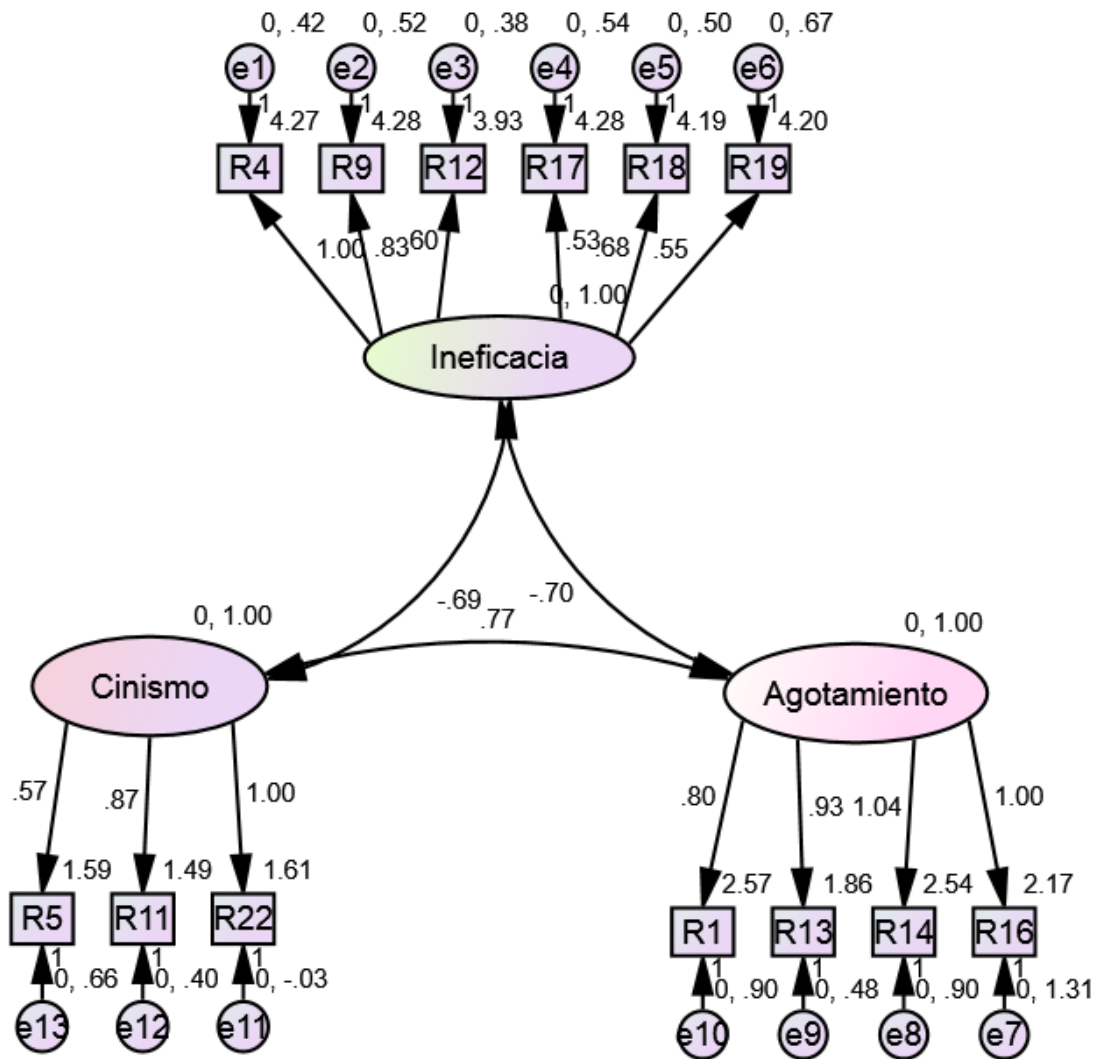 0, .42 0, .52 0, .38 0, .54 0, .50 0, .67
e1 e2 e3 e4 e5 e6
1 1 1 1 1 1
4.27 4.28 3.93 4.28 4.19 4.20
R4 R9 R12 R17 R18 R19
1.00 .83 .60 .53 .68 .55
0, 1.00
Ineficacia
-.69 -.70
.77
0, 1.00 0, 1.00
Cinismo Agotamiento
.57 .87 1.00 .80 .93 1.04 1.00
1.59 1.49 1.61 2.57 1.86 2.54 2.17
R5 R11 R22 R1 R13 R14 R16
1 1 1 1 1 1 1
0, .66 0, .40 0, -.03 0, .90 0, .48 0, .90 0, 1.31
e13 e12 e11 e10 e9 e8 e7